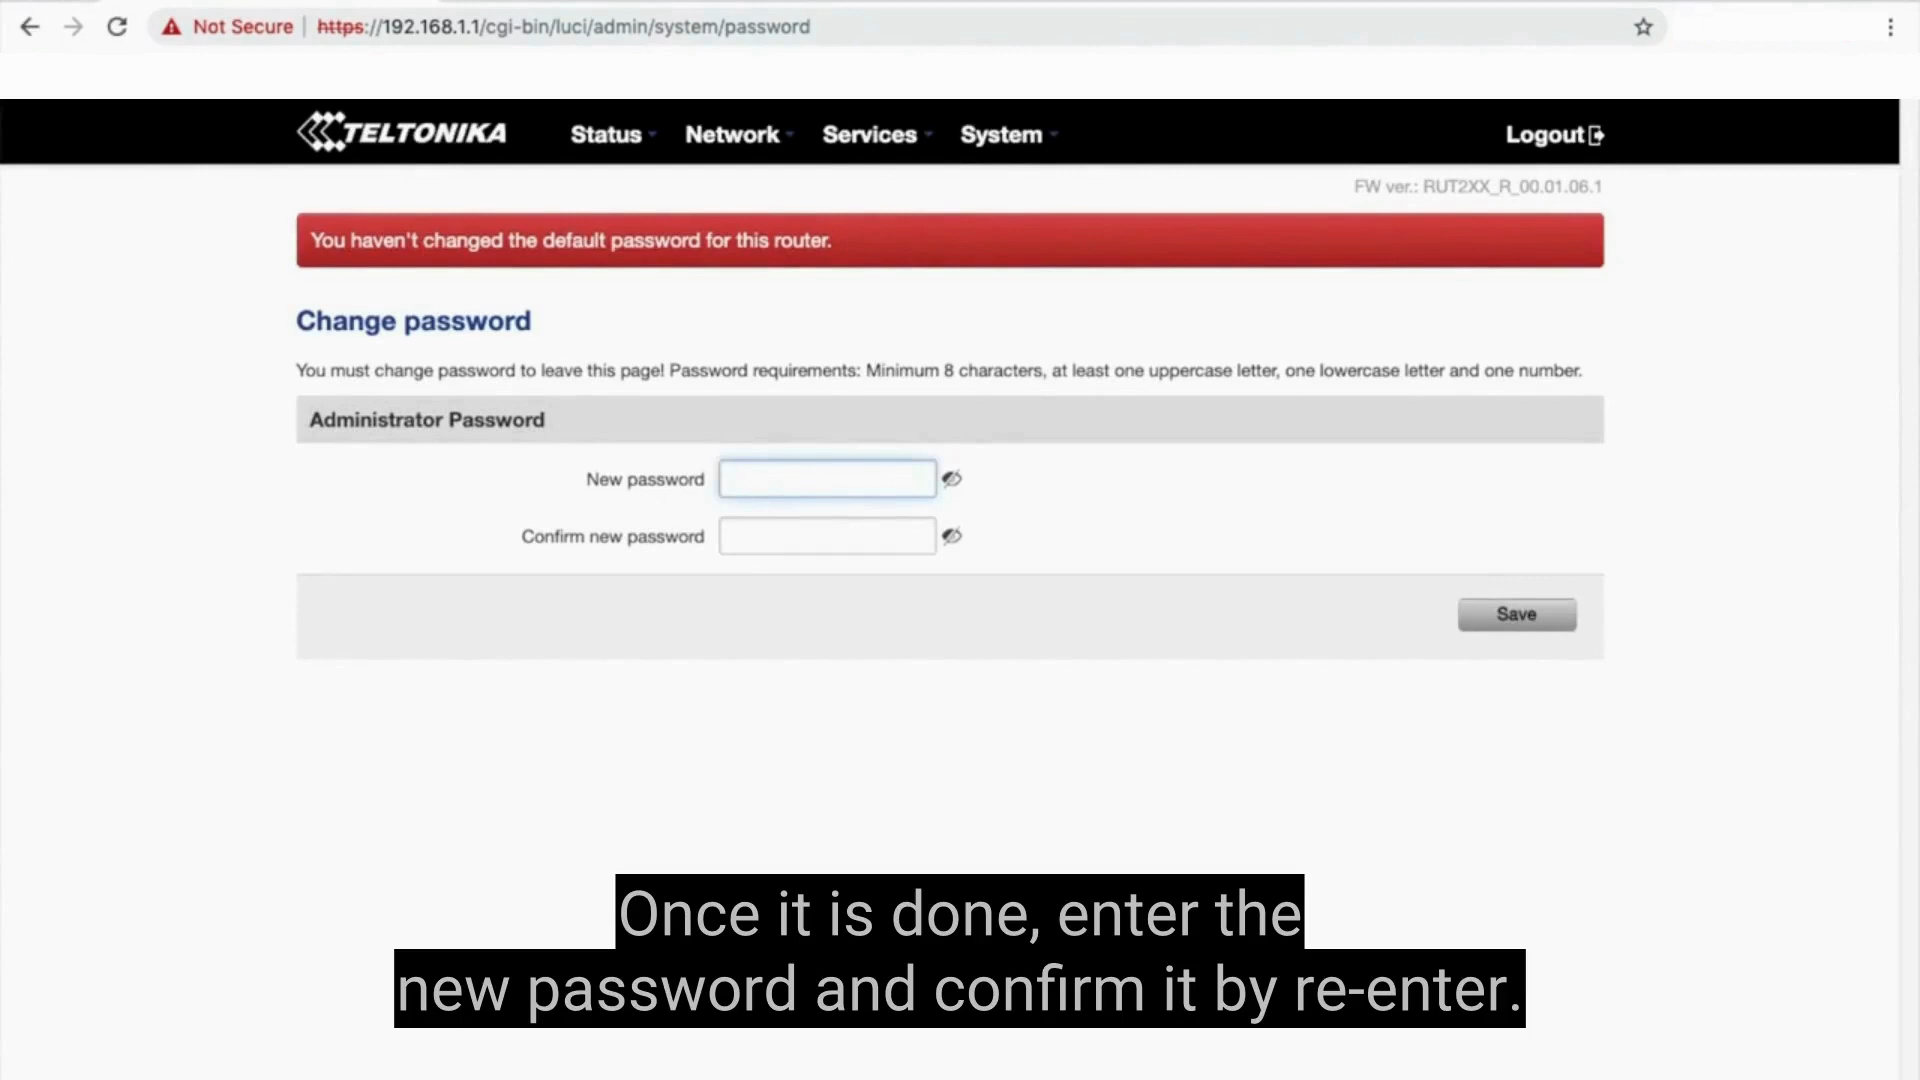 Not Secure | https://192.168.1.1/cgi-bin/luci/admin/system/password
TELTONIKA Status Network Services System Logout
FW ver.: RUT2XX_R_00.01.06.1
You haven't changed the default password for this router.
Change password
You must change password to leave this page! Password requirements: Minimum 8 characters, at least one uppercase letter, one lowercase letter and one number.
Administrator Password
New password
Confirm new password
Save
Once it is done, enter the
new password and confirm it by re-enter.